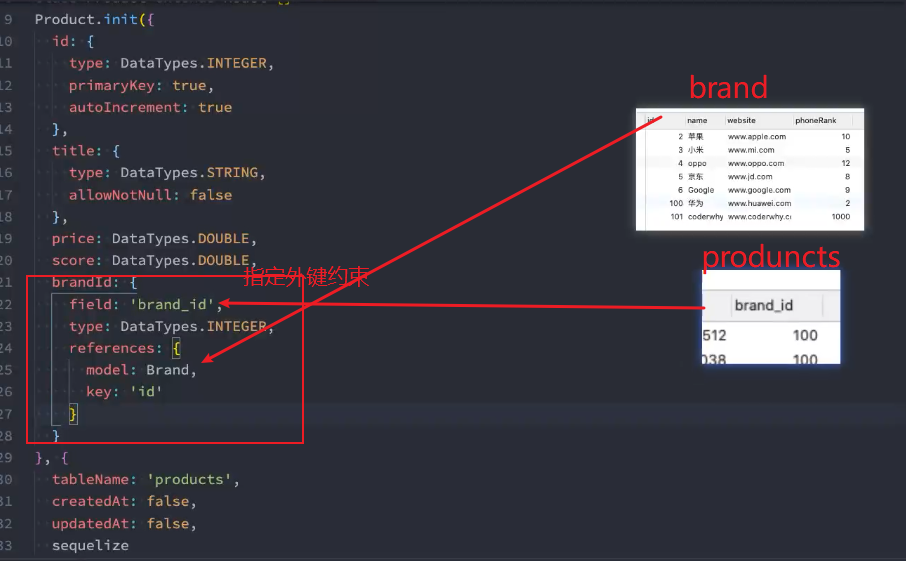 9 Product.init({
10 id: {
11 type: DataTypes.INTEGER,
12 primaryKey: true,
13 autoIncrement: true
14 },
15 title: {
16 type: DataTypes.STRING,
17 allowNotNull: false
18 },
19 price: DataTypes.DOUBLE,
20 score: DataTypes.DOUBLE,
21 brandId: {
指定外键约束
22 field: 'brand_id',
23 type: DataTypes.INTEGER,
24 references: {
25 model: Brand,
26 key: 'id'
27 }
28 }
29 }, {
30 tableName: 'products',
31 createdAt: false,
32 updatedAt: false,
33 sequelize
brand
id name website phoneRank
2 苹果 www.apple.com 10
3 小米 www.mi.com 5
4 oppo www.oppo.com 12
5 京东 www.jd.com 8
6 Google www.google.com 9
100 华为 www.huawei.com 2
101 coderwhy www.coderwhy.c 1000
produncts
brand_id
512 100
038 100